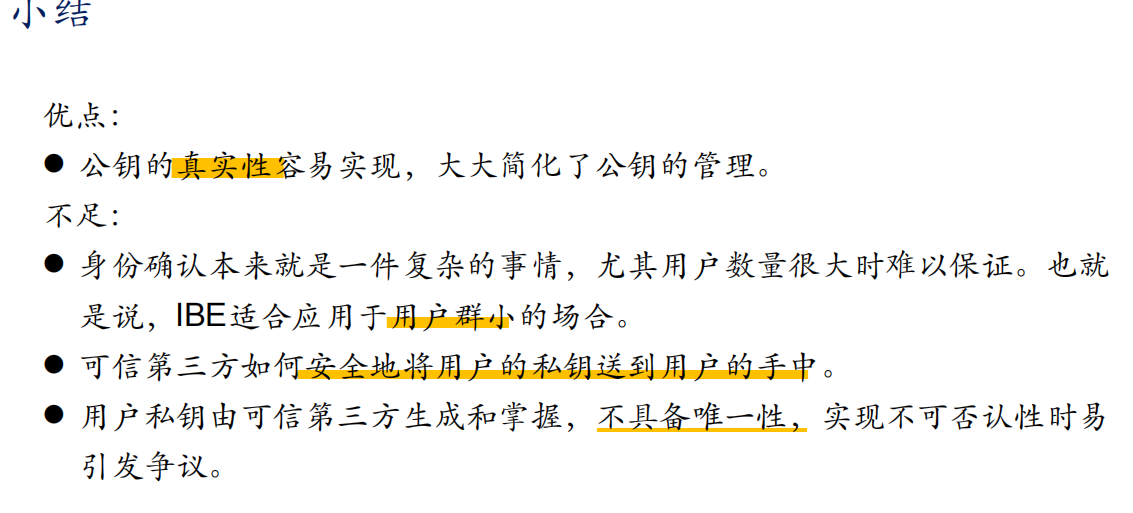 小结
优点：
● 公钥的真实性容易实现，大大简化了公钥的管理。
不足：
● 身份确认本来就是一件复杂的事情，尤其用户数量很大时难以保证。也就
是说，IBE适合应用于用户群小的场合。
● 可信第三方如何安全地将用户的私钥送到用户的手中。
● 用户私钥由可信第三方生成和掌握，不具备唯一性，实现不可否认性时易
引发争议。